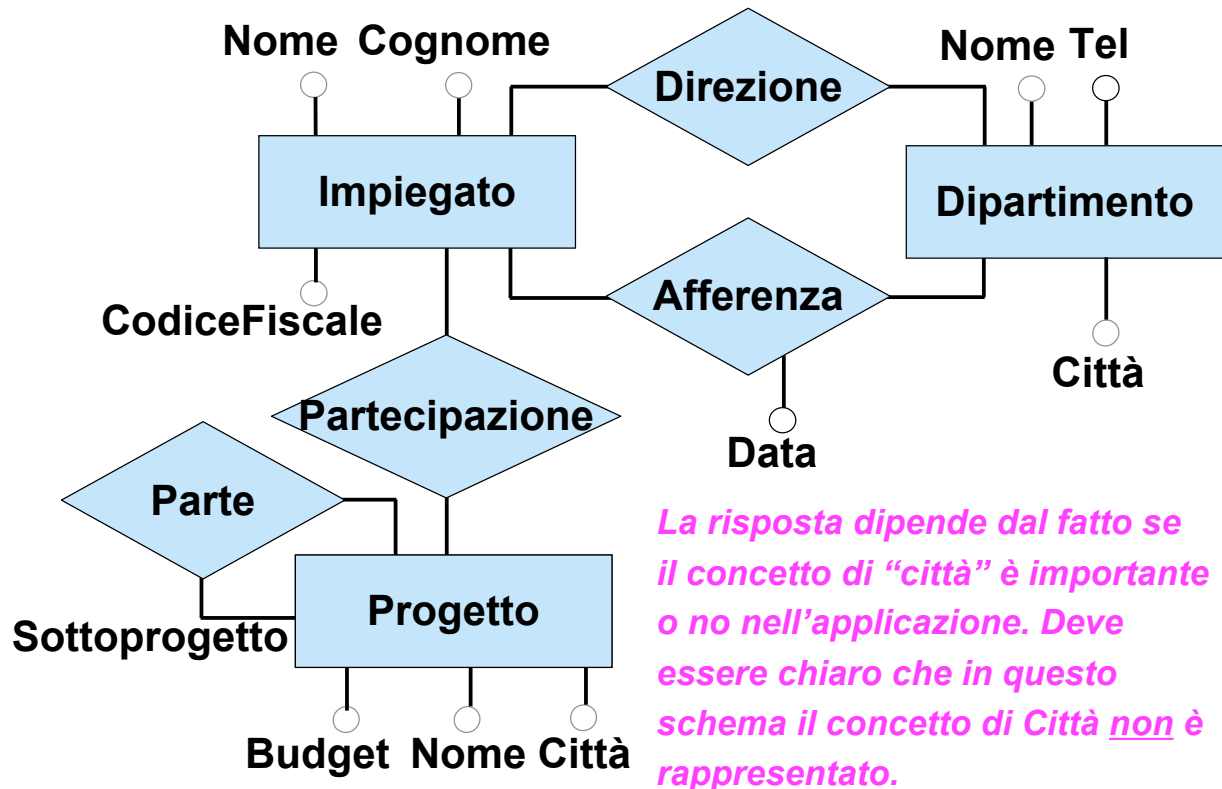 Nome Cognome
Direzione
Nome Tel
Impiegato
Dipartimento
Afferenza
CodiceFiscale
Città
Partecipazione
Data
Parte
Sottoprogetto
Progetto
Budget Nome Città
La risposta dipende dal fatto se
il concetto di “città” è importante
o no nell’applicazione. Deve
essere chiaro che in questo
schema il concetto di Città non è
rappresentato.